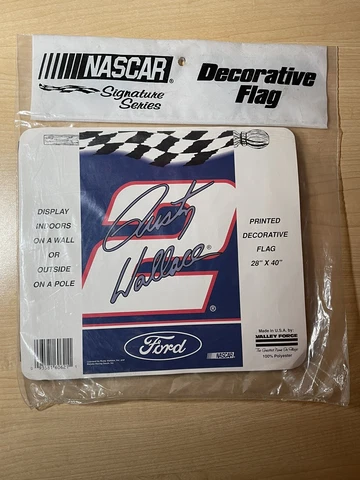 NASCAR®
Signature
Series
Decorative
Flag
DISPLAY
INDOORS
ON A WALL
OR
OUTSIDE
ON A POLE
2
Rusty
Wallace®
®
PRINTED
DECORATIVE
FLAG
28" X 40"
Ford
NASCAR
Made in U.S.A. by:
VALLEY FORGE
100% Polyester